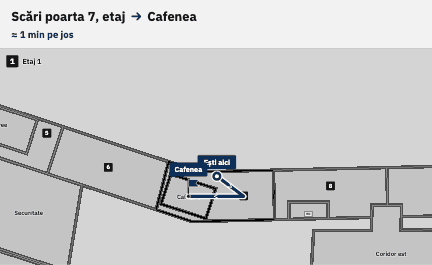 Scări poarta 7, etaj → Cafenea
≈ 1 min pe jos
1 Etaj 1
5
6
Ești aici
Cafenea
8
Securitate
Coridor est